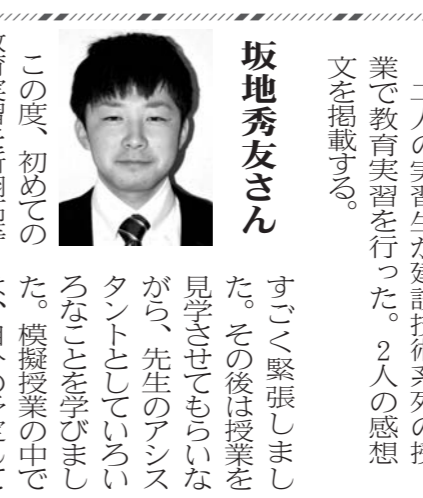 二人の実習生が建設技術系列の授
業で教育実習を行った。2人の感想
文を掲載する。
坂地秀友さん
この度、初めての
すごく緊張しまし
た。その後は授業を
見学させてもらいな
がら、先生のアシス
タントとしていろい
ろなことを学びまし
た。模擬授業の中で